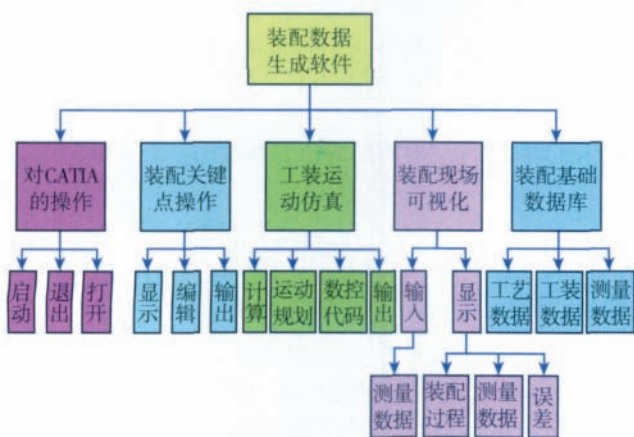 装配数据
生成软件
对CATIA
的操作
装配关键
点操作
工装运
动仿真
装配现场
可视化
装配基础
数据库
启动
退出
打开
显示
编辑
输出
计算
运动
规划
数控
代码
输出
输入
显示
工艺
数据
工装
数据
测量
数据
测量
数据
装配
过程
测量
数据
误差